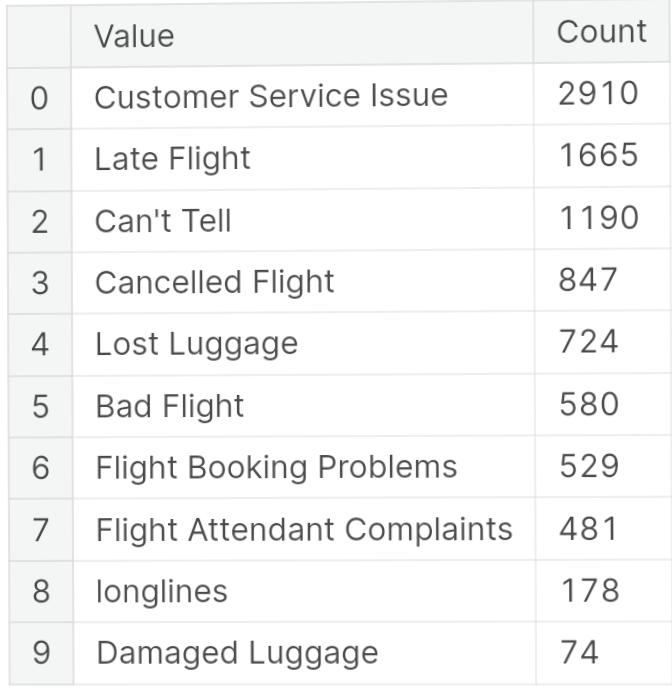 Value Count
0 Customer Service Issue 2910
1 Late Flight 1665
2 Can't Tell 1190
3 Cancelled Flight 847
4 Lost Luggage 724
5 Bad Flight 580
6 Flight Booking Problems 529
7 Flight Attendant Complaints 481
8 longlines 178
9 Damaged Luggage 74